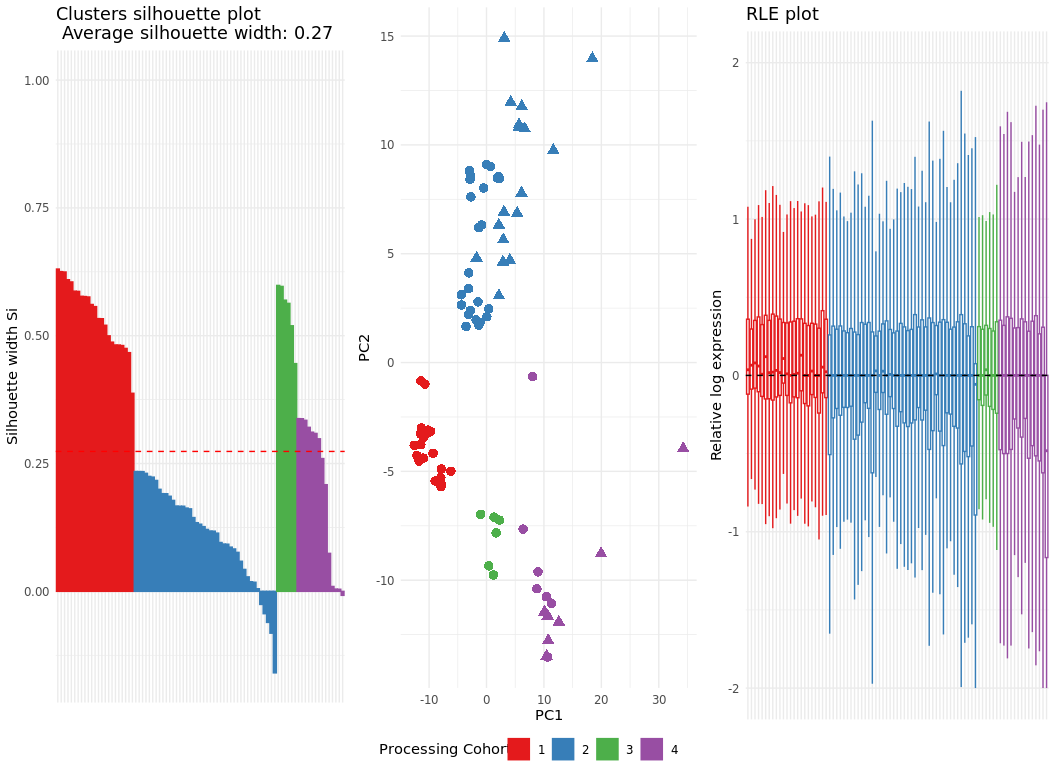 Clusters silhouette plot
Average silhouette width: 0.27
1.00
0.75
0.50
0.25
0.00
Silhouette width Si
15
10
5
0
-5
-10
PC2
-10 0 10 20 30
PC1
RLE plot
2
1
0
-1
-2
Relative log expression
Processing Cohort 1 2 3 4